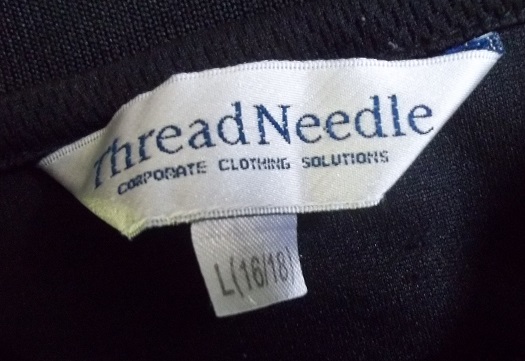 ThreadNeedle
CORPORATE CLOTHING SOLUTIONS
L(16/18)